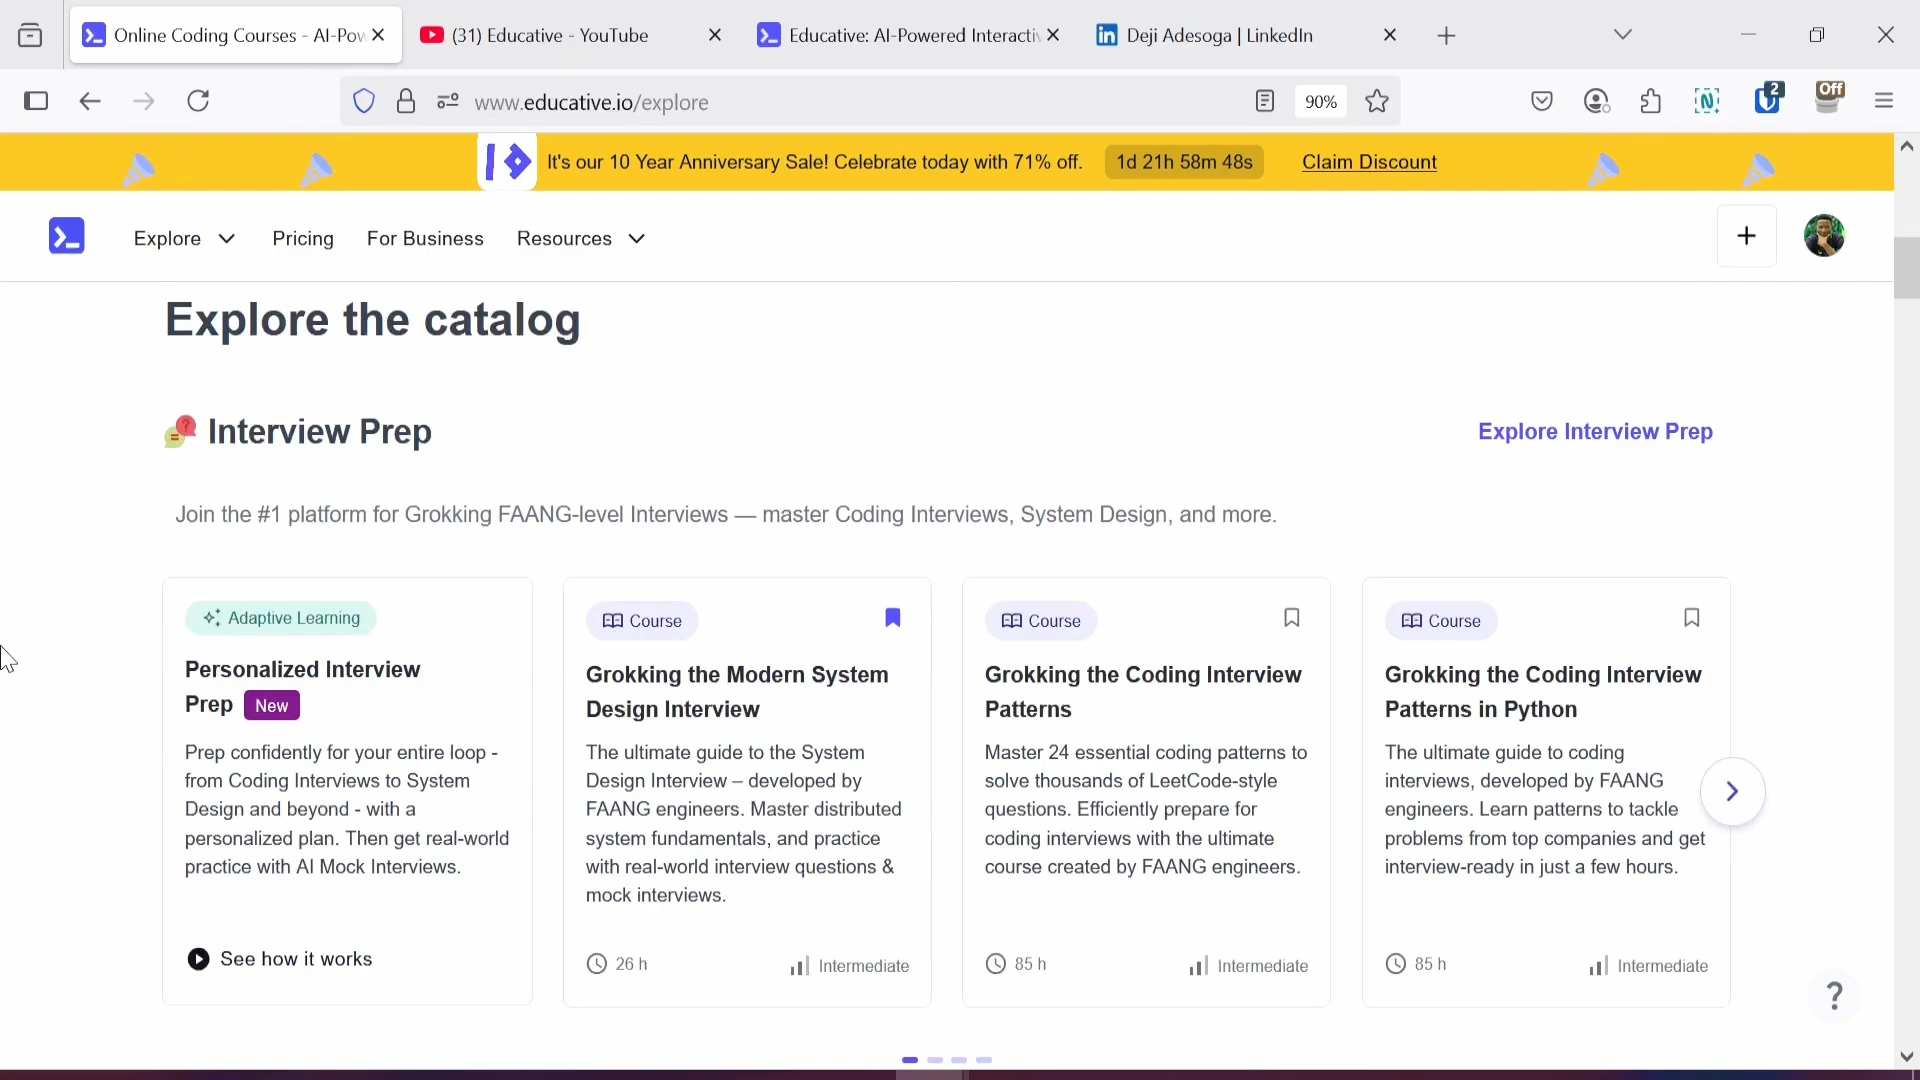 Online Coding Courses - AI-Pow
(31) Educative - YouTube
Educative: AI-Powered Interactiv
Deji Adesoga | LinkedIn
www.educative.io/explore
90%
2
Off
It's our 10 Year Anniversary Sale! Celebrate today with 71% off.
1d 21h 58m 48s
Claim Discount
Explore
Pricing
For Business
Resources
Explore the catalog
Interview Prep
Explore Interview Prep
Join the #1 platform for Grokking FAANG-level Interviews — master Coding Interviews, System Design, and more.
Adaptive Learning
Personalized Interview
Prep New
Prep confidently for your entire loop -
from Coding Interviews to System
Design and beyond - with a
personalized plan. Then get real-world
practice with AI Mock Interviews.
See how it works
Course
Grokking the Modern System
Design Interview
The ultimate guide to the System
Design Interview – developed by
FAANG engineers. Master distributed
system fundamentals, and practice
with real-world interview questions &
mock interviews.
26 h
Intermediate
Course
Grokking the Coding Interview
Patterns
Master 24 essential coding patterns to
solve thousands of LeetCode-style
questions. Efficiently prepare for
coding interviews with the ultimate
course created by FAANG engineers.
85 h
Intermediate
Course
Grokking the Coding Interview
Patterns in Python
The ultimate guide to coding
interviews, developed by FAANG
engineers. Learn patterns to tackle
problems from top companies and get
interview-ready in just a few hours.
85 h
Intermediate
?